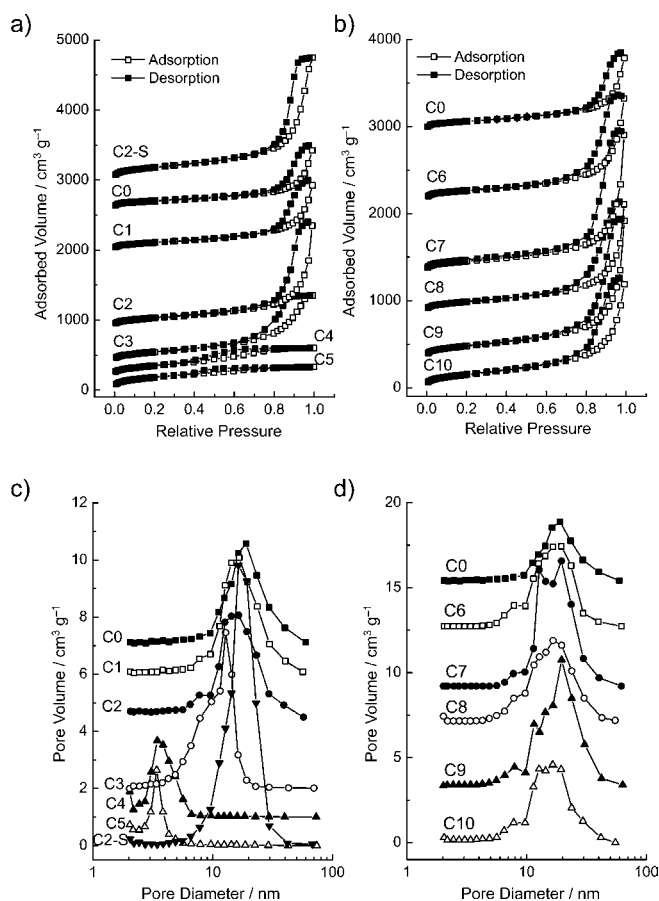 a)
5000
4000
3000
2000
1000
0
Adsorbed Volume / cm³ g⁻¹
Adsorption
Desorption
C2-S
C0
C1
C2
C3
C4
C5
0.0 0.2 0.4 0.6 0.8 1.0
Relative Pressure
b)
4000
3000
2000
1000
0
Adsorbed Volume / cm³ g⁻¹
Adsorption
Desorption
C0
C6
C7
C8
C9
C10
0.0 0.2 0.4 0.6 0.8 1.0
Relative Pressure
c)
12
10
8
6
4
2
0
Pore Volume / cm³ g⁻¹
C0
C1
C2
C3
C4
C5
C2-S
1 10 100
Pore Diameter / nm
d)
20
15
10
5
0
Pore Volume / cm³ g⁻¹
C0
C6
C7
C8
C9
C10
1 10 100
Pore Diameter / nm